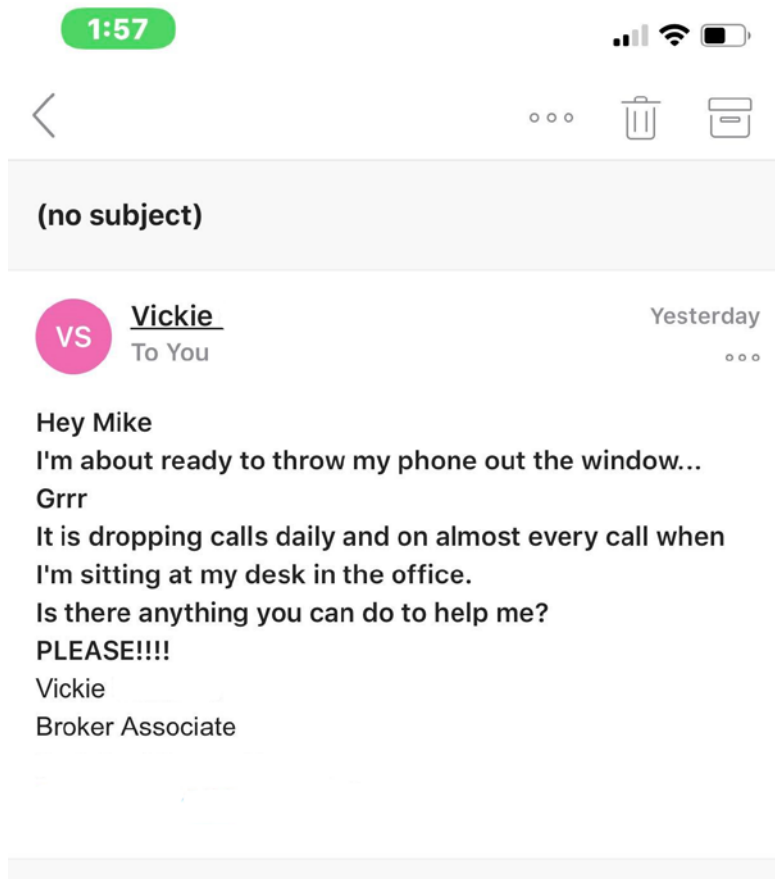 1:57
(no subject)
VS
Vickie
Yesterday
To You
Hey Mike
I'm about ready to throw my phone out the window...
Grrr
It is dropping calls daily and on almost every call when
I'm sitting at my desk in the office.
Is there anything you can do to help me?
PLEASE!!!!
Vickie
Broker Associate